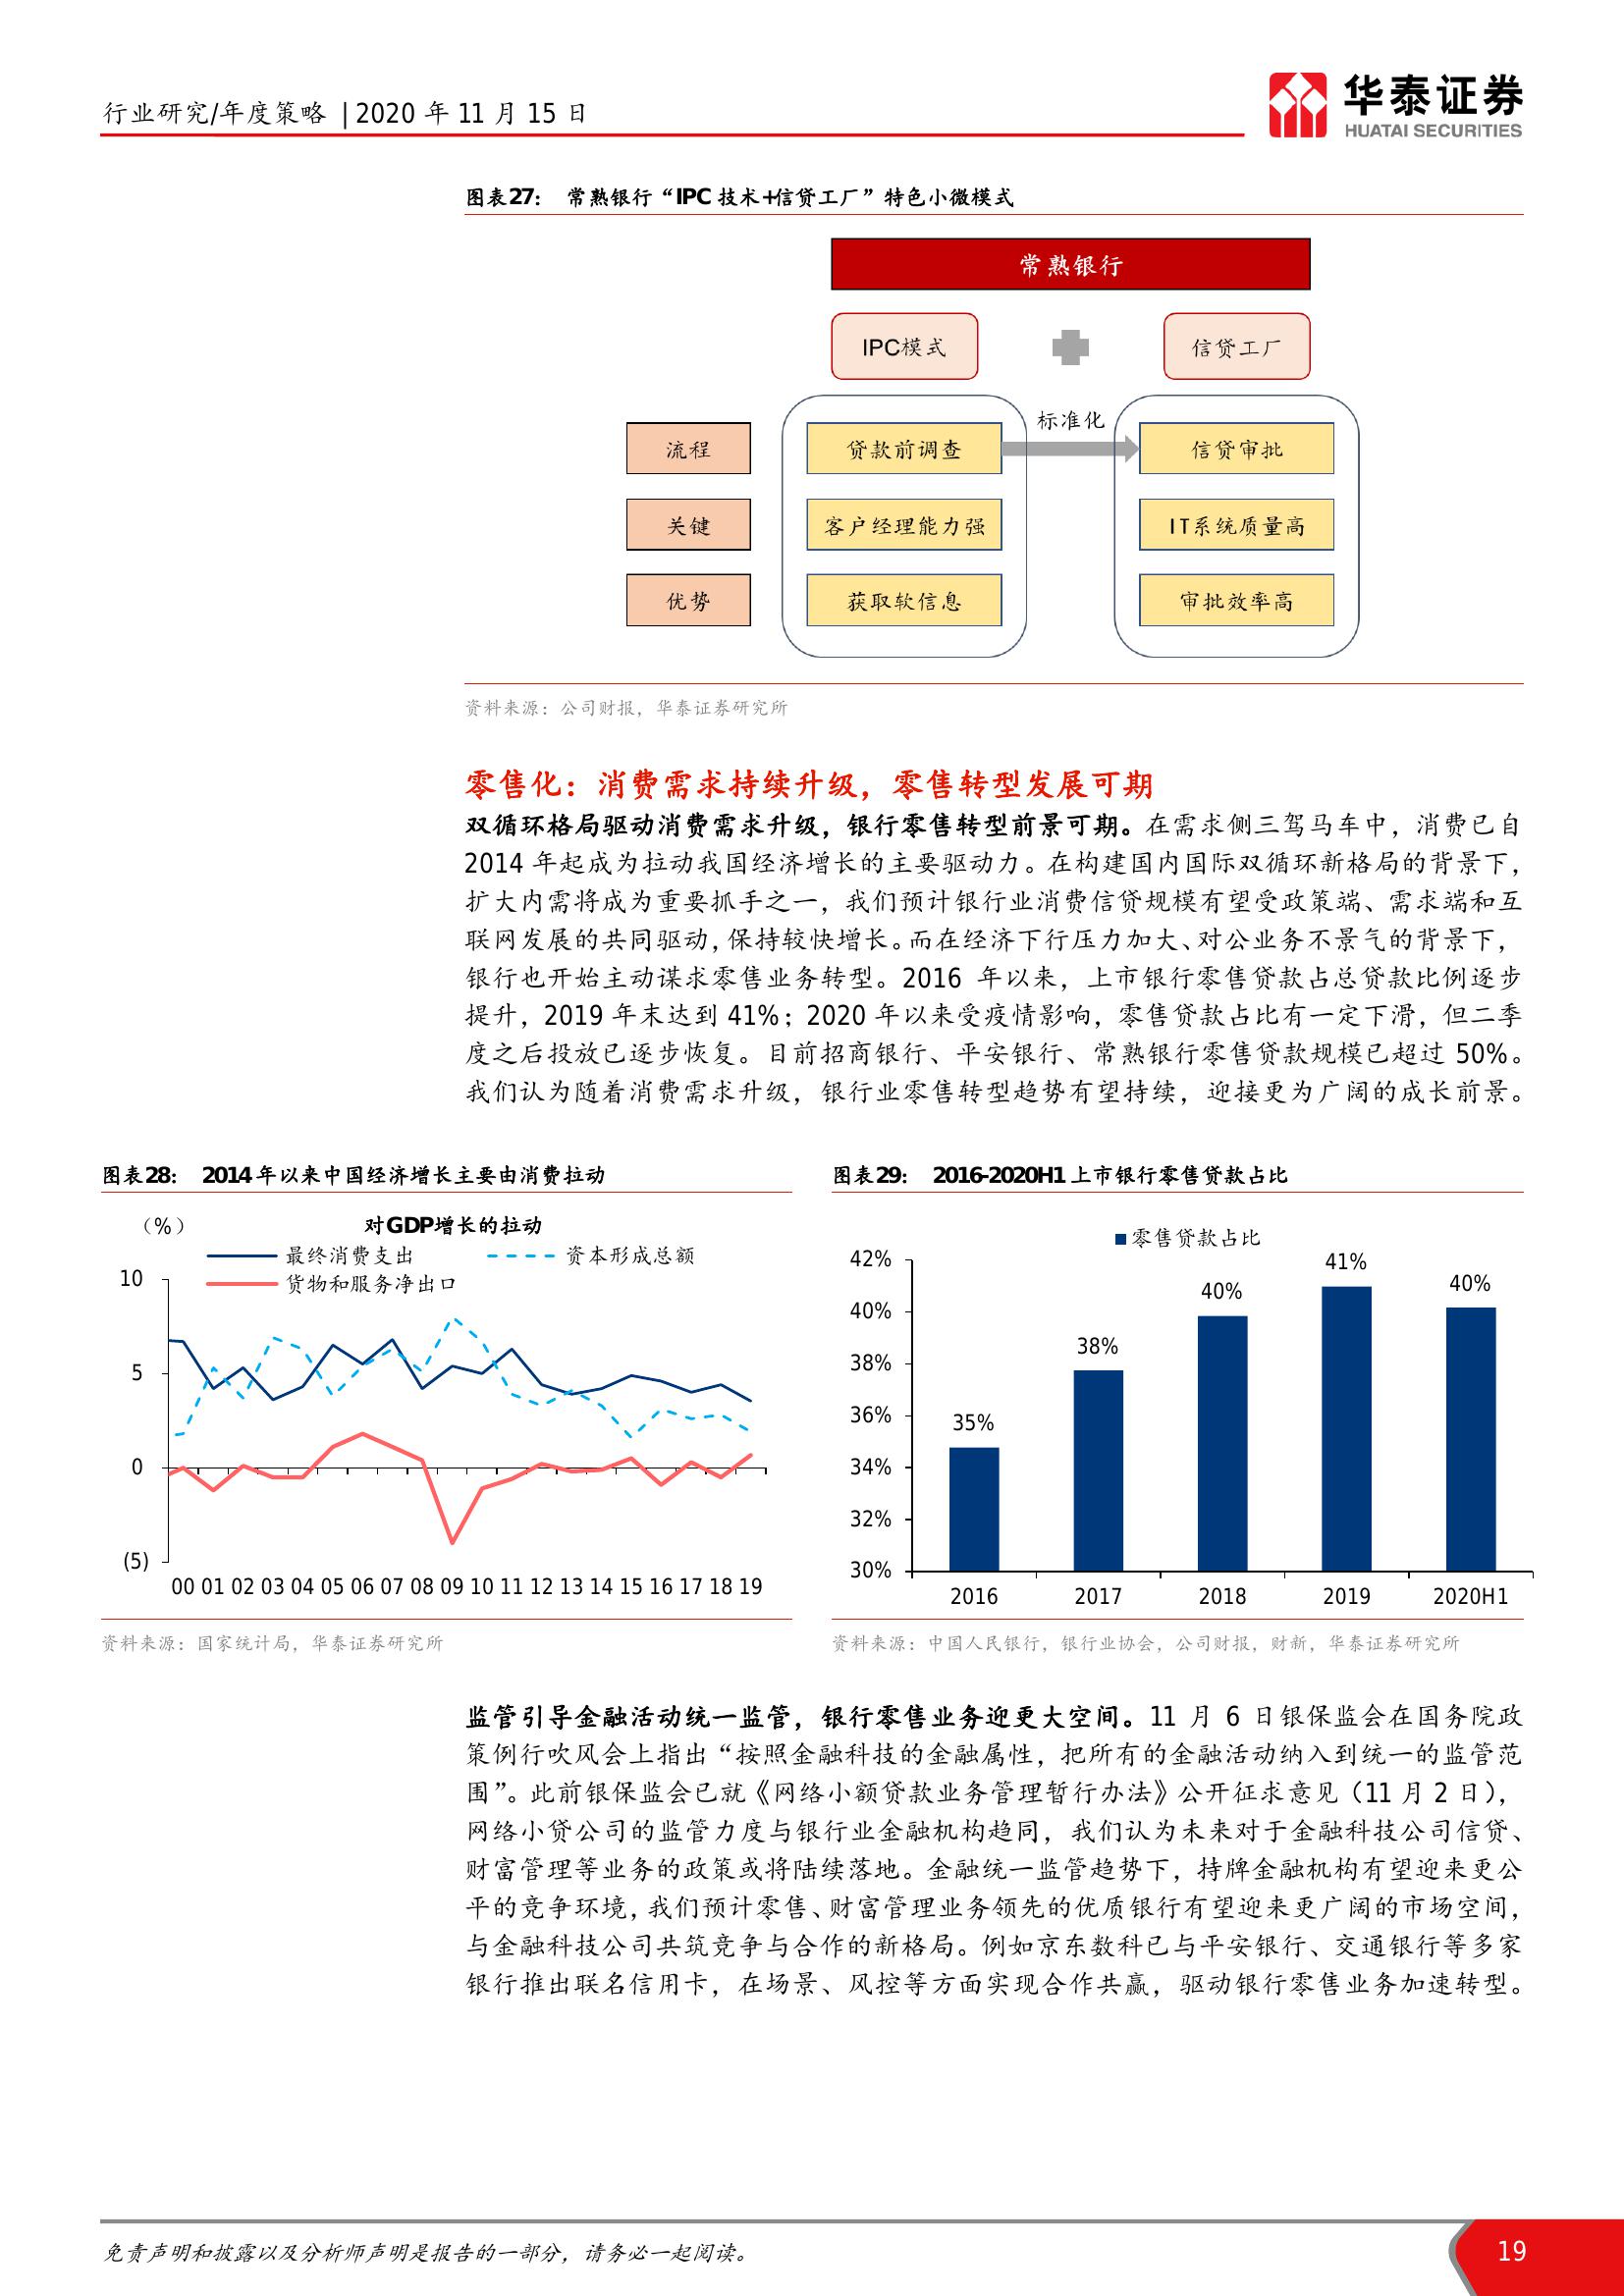 行业研究/年度策略 | 2020 年 11 月 15 日
华泰证券
HUATAI SECURITIES
图表27： 常熟银行“IPC 技术+信贷工厂”特色小微模式
常熟银行
IPC模式
信贷工厂
标准化
流程
贷款前调查
信贷审批
关键
客户经理能力强
IT系统质量高
优势
获取软信息
审批效率高
资料来源：公司财报，华泰证券研究所
零售化：消费需求持续升级，零售转型发展可期
双循环格局驱动消费需求升级，银行零售转型前景可期。在需求侧三驾马车中，消费已自
2014 年起成为拉动我国经济增长的主要驱动力。在构建国内国际双循环新格局的背景下，
扩大内需将成为重要抓手之一，我们预计银行业消费信贷规模有望受政策端、需求端和互
联网发展的共同驱动，保持较快增长。而在经济下行压力加大、对公业务不景气的背景下，
银行也开始主动谋求零售业务转型。2016 年以来，上市银行零售贷款占总贷款比例逐步
提升，2019 年末达到 41%；2020 年以来受疫情影响，零售贷款占比有一定下滑，但二季
度之后投放已逐步恢复。目前招商银行、平安银行、常熟银行零售贷款规模已超过 50%。
我们认为随着消费需求升级，银行业零售转型趋势有望持续，迎接更为广阔的成长前景。
图表28： 2014 年以来中国经济增长主要由消费拉动
（%）
对GDP增长的拉动
最终消费支出
资本形成总额
货物和服务净出口
10
5
0
(5)
00 01 02 03 04 05 06 07 08 09 10 11 12 13 14 15 16 17 18 19
资料来源：国家统计局，华泰证券研究所
图表29： 2016-2020H1 上市银行零售贷款占比
零售贷款占比
42%
40%
38%
36%
34%
32%
30%
35%
38%
40%
41%
40%
2016 2017 2018 2019 2020H1
资料来源：中国人民银行，银行业协会，公司财报，财新，华泰证券研究所
监管引导金融活动统一监管，银行零售业务迎更大空间。11 月 6 日银保监会在国务院政
策例行吹风会上指出“按照金融科技的金融属性，把所有的金融活动纳入到统一的监管范
围”。此前银保监会已就《网络小额贷款业务管理暂行办法》公开征求意见（11 月 2 日），
网络小贷公司的监管力度与银行业金融机构趋同，我们认为未来对于金融科技公司信贷、
财富管理等业务的政策或将陆续落地。金融统一监管趋势下，持牌金融机构有望迎来更公
平的竞争环境，我们预计零售、财富管理业务领先的优质银行有望迎来更广阔的市场空间，
与金融科技公司共筑竞争与合作的新格局。例如京东数科已与平安银行、交通银行等多家
银行推出联名信用卡，在场景、风控等方面实现合作共赢，驱动银行零售业务加速转型。
免责声明和披露以及分析师声明是报告的一部分，请务必一起阅读。
19